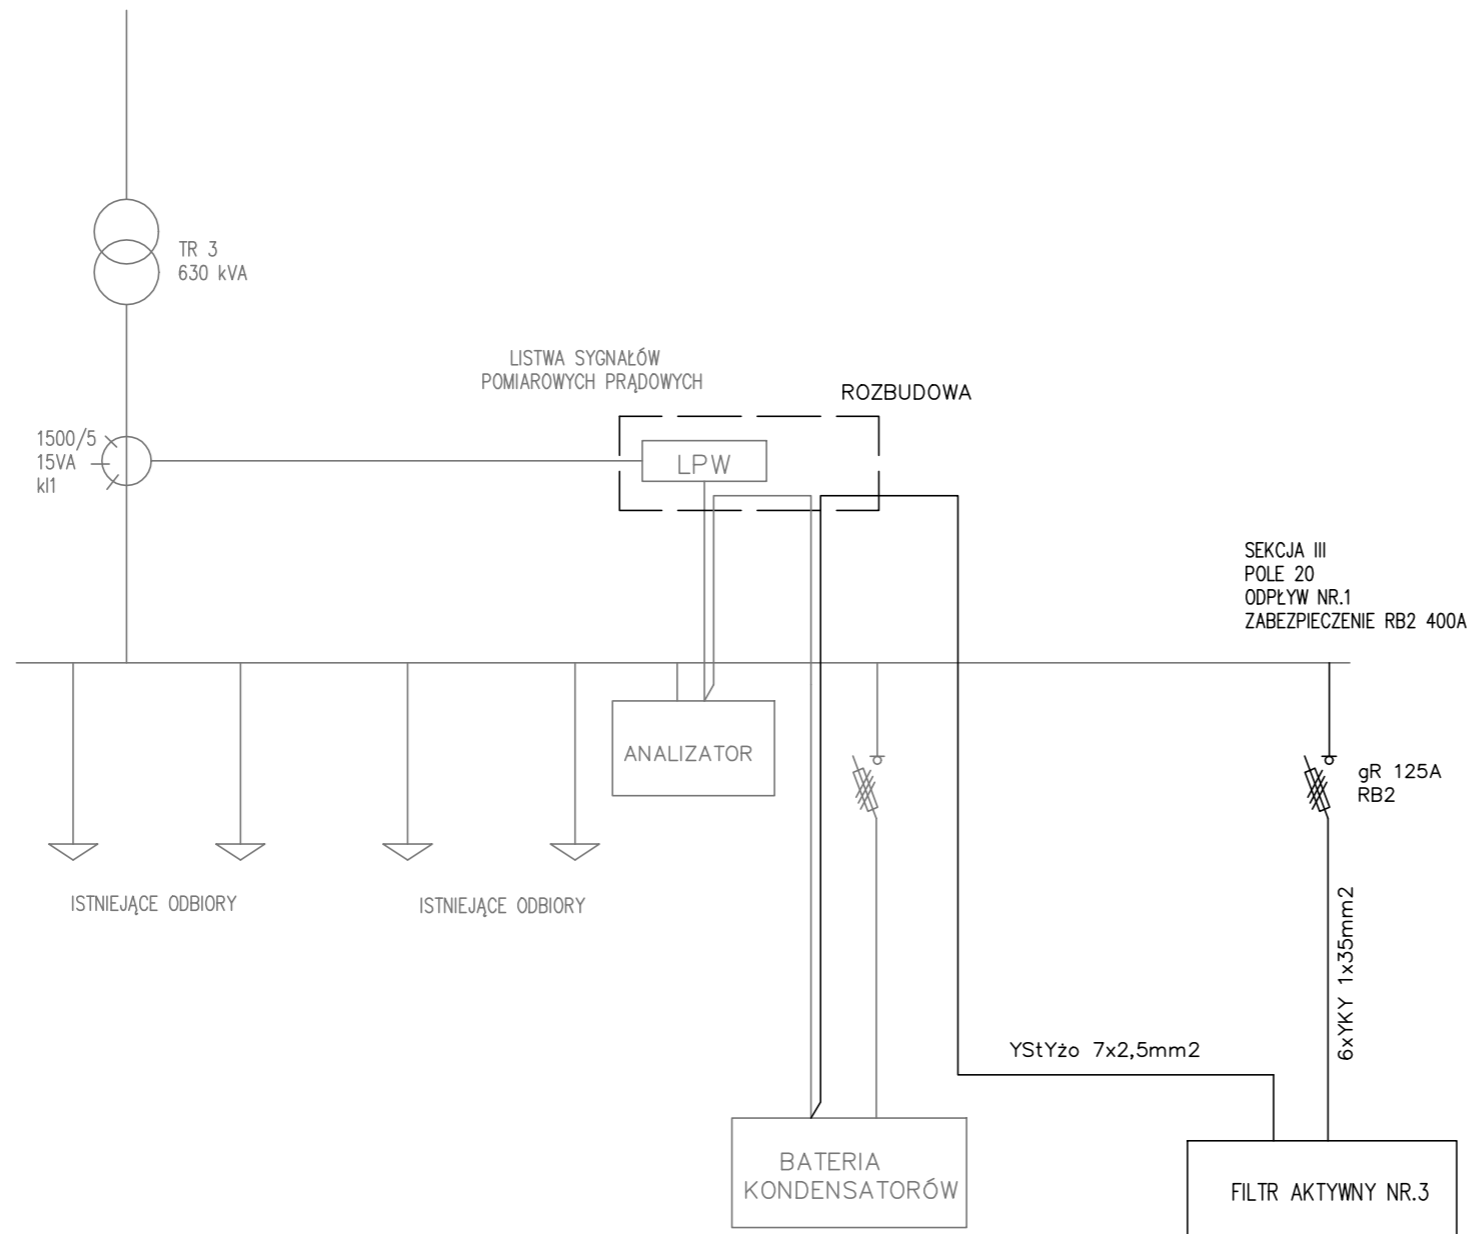 TR 3
630 kVA
LISTWA SYGNAŁÓW
POMIAROWYCH PRĄDOWYCH
ROZBUDOWA
1500/5
15VA
kl1
LPW
SEKCJA III
POLE 20
ODPŁYW NR.1
ZABEZPIECZENIE RB2 400A
ANALIZATOR
gR 125A
RB2
ISTNIEJĄCE ODBIORY
ISTNIEJĄCE ODBIORY
6xYKY 1x35mm2
YStYżo 7x2,5mm2
BATERIA
KONDENSATORÓW
FILTR AKTYWNY NR.3